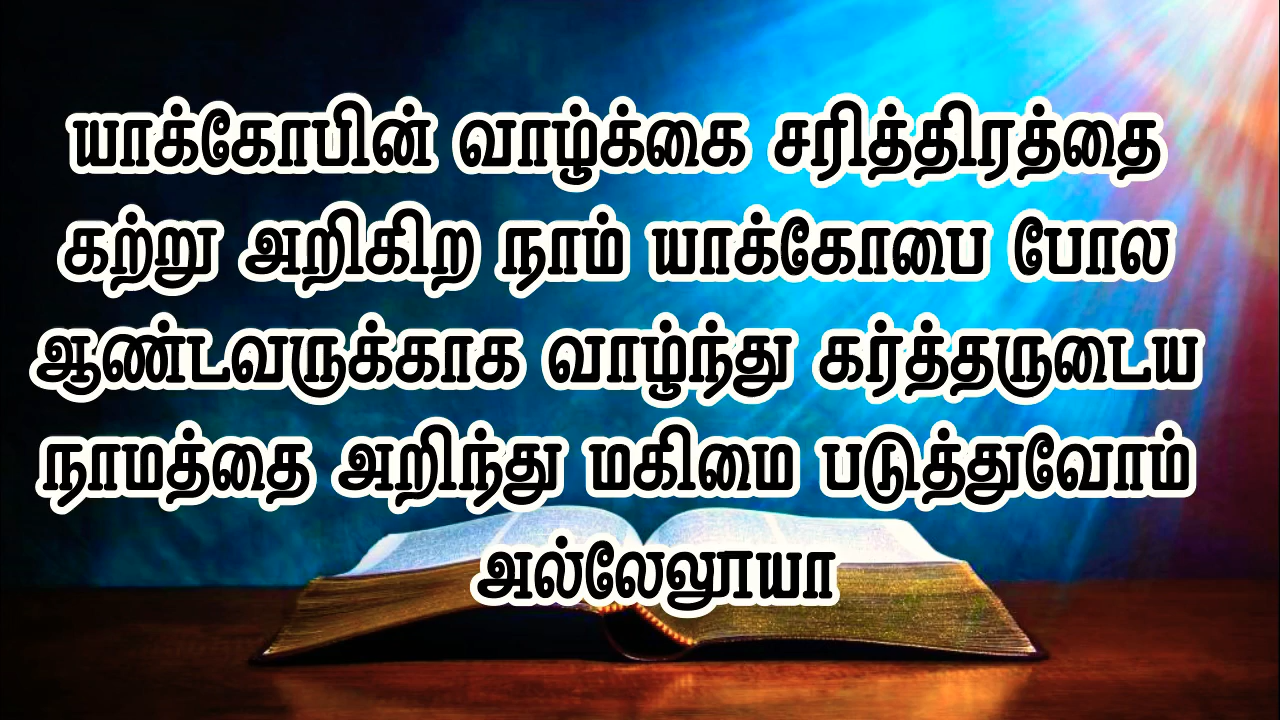 யாக்கோபின் வாழ்க்கை சரித்திரத்தை
கற்று அறிகிற நாம் யாக்கோபை போல
ஆண்டவருக்காக வாழ்ந்து கர்த்தருடைய
நாமத்தை அறிந்து மகிமை படுத்துவோம்
அல்லேலூயா